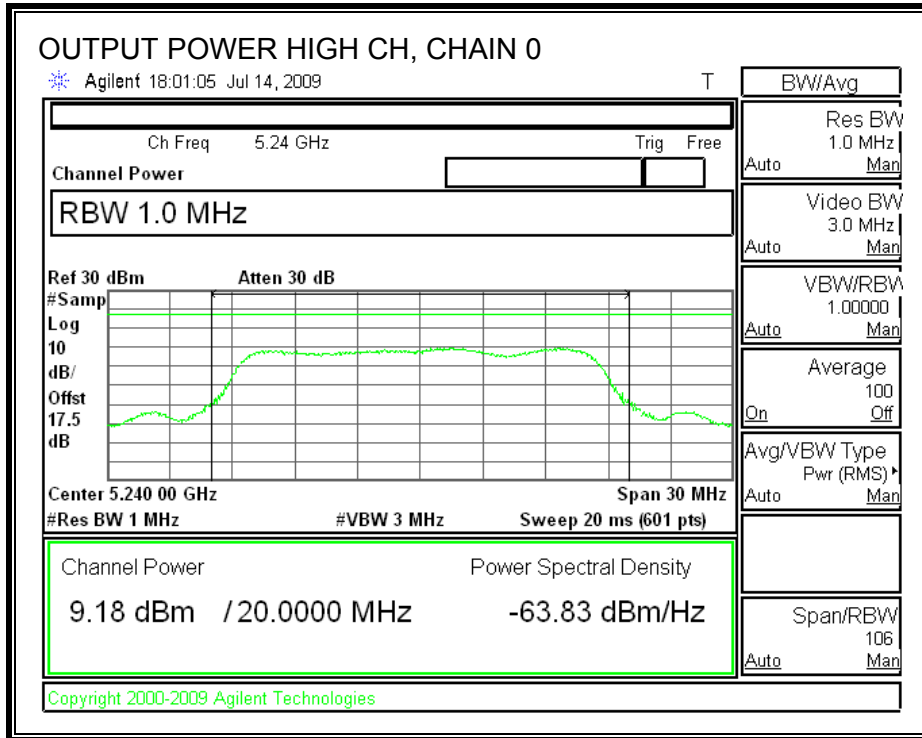 OUTPUT POWER HIGH CH, CHAIN 0
Agilent 18:01:05 Jul 14, 2009 T
Ch Freq 5.24 GHz Trig Free
Channel Power
RBW 1.0 MHz
Ref 30 dBm Atten 30 dB
#Samp
Log
10
dB/
Offst
17.5
dB
Center 5.240 00 GHz Span 30 MHz
#Res BW 1 MHz #VBW 3 MHz Sweep 20 ms (601 pts)
Channel Power Power Spectral Density
9.18 dBm / 20.0000 MHz -63.83 dBm/Hz
Copyright 2000-2009 Agilent Technologies
BW/Avg
Res BW
1.0 MHz
Auto Man
Video BW
3.0 MHz
Auto Man
VBW/RBW
1.00000
Auto Man
Average
100
On Off
Avg/VBW Type
Pwr (RMS)
Auto Man
Span/RBW
106
Auto Man